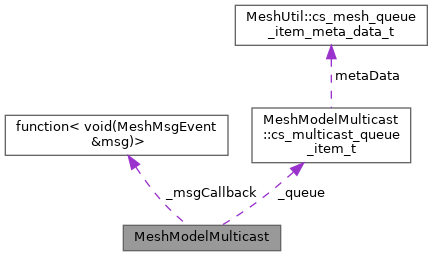 MeshUtil::cs_mesh_queue
_item_meta_data_t
metaData
function< void(MeshMsgEvent
&msg)>
MeshModelMulticast
::cs_multicast_queue
_item_t
_msgCallback
_queue
MeshModelMulticast